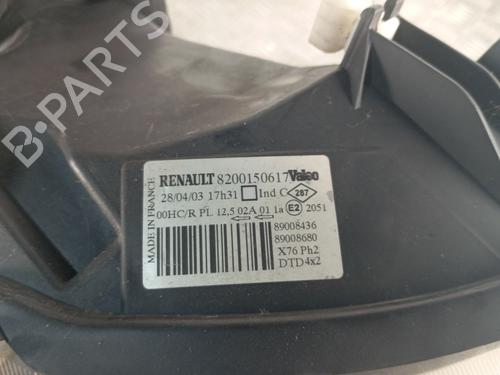 B-PARTS
RENAULT 8200150617 Valeo
28/04/03 17h31 Ind C 287
00HC/R PL 12,5 02A 01 1a E2 2051
89008436
89008680
X76 Ph2
DTD4x2
MADE IN FRANCE